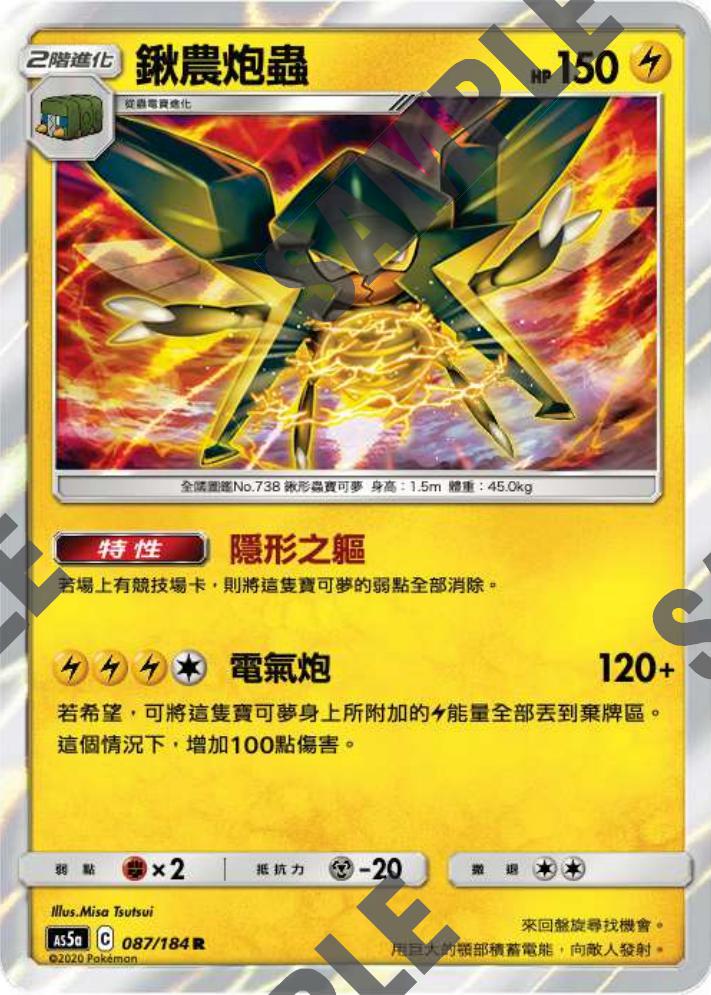 2階進化
鍬農炮蟲
HP 150
從蟲電寶進化
全國圖鑑No.738 鍬形蟲寶可夢 身高：1.5m 體重：45.0kg
特性 隱形之軀
若場上有競技場卡，則將這隻寶可夢的弱點全部消除。
電氣炮 120+
若希望，可將這隻寶可夢身上所附加的能量全部丟到棄牌區。
這個情況下，增加100點傷害。
弱點 ×2 抵抗力 -20 撤退
Illus.Misa Tsutsui
AS5a C 087/184 R
©2020 Pokémon
來回盤旋尋找機會。
用巨大的顎部積蓄電能，向敵人發射。
SAMPLE